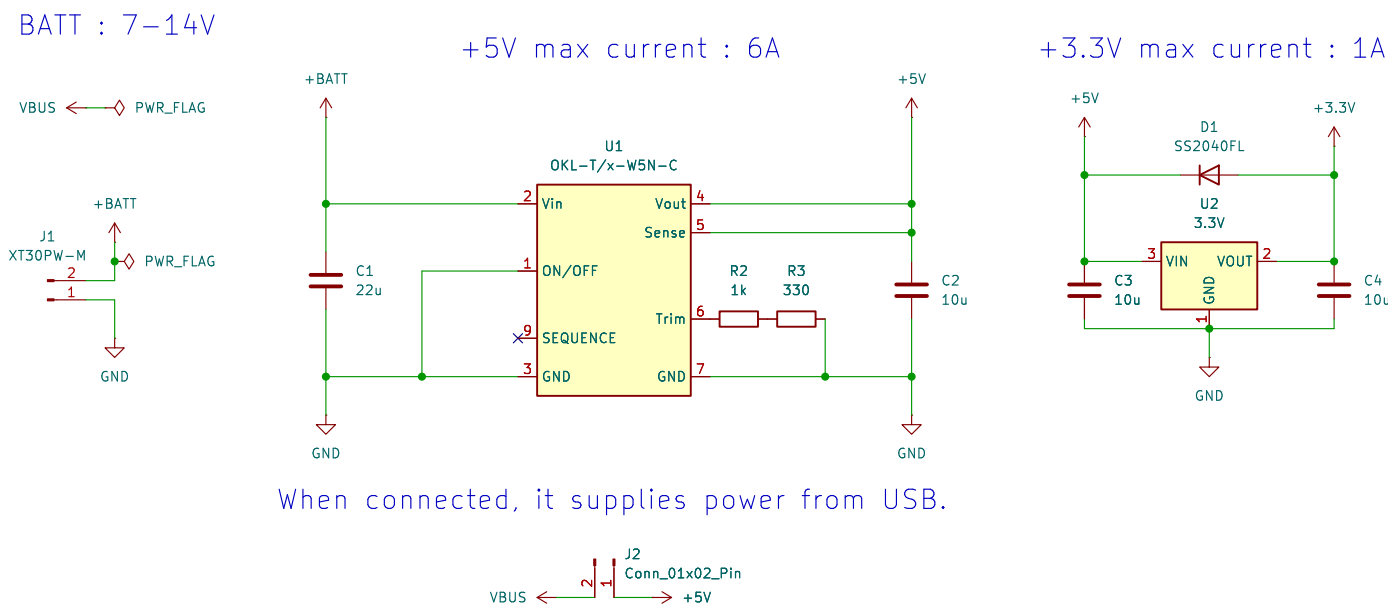 BATT : 7-14V
+5V max current : 6A
+3.3V max current : 1A
VBUS
PWR_FLAG
+BATT
J1
XT30PW-M
2
1
PWR_FLAG
GND
+BATT
+5V
U1
OKL-T/x-W5N-C
2
Vin
Vout
4
Sense
5
1
ON/OFF
Trim
6
9
SEQUENCE
3
GND
GND
7
C1
22u
R2
1k
R3
330
C2
10u
GND
GND
+5V
+3.3V
D1
SS2040FL
U2
3.3V
3
VIN
VOUT
2
GND
1
C3
10u
C4
10u
GND
When connected, it supplies power from USB.
J2
Conn_01x02_Pin
2
1
VBUS
+5V